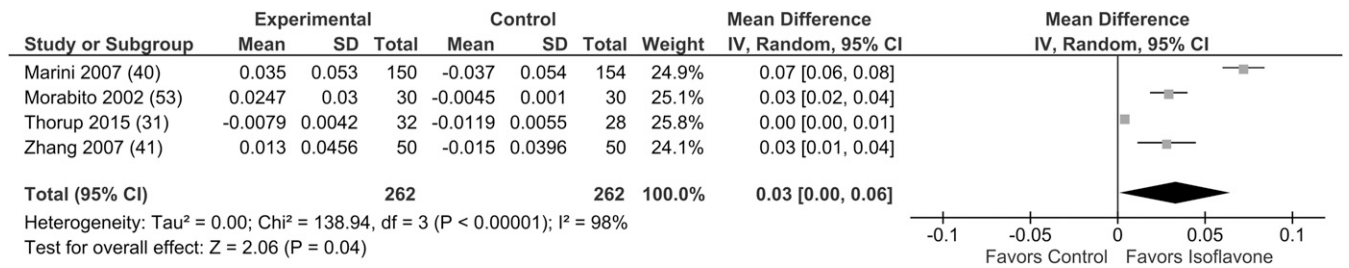 Experimental Control Mean Difference Mean Difference
Study or Subgroup Mean SD Total Mean SD Total Weight IV, Random, 95% CI IV, Random, 95% CI
Marini 2007 (40) 0.035 0.053 150 -0.037 0.054 154 24.9% 0.07 [0.06, 0.08]
Morabito 2002 (53) 0.0247 0.03 30 -0.0045 0.001 30 25.1% 0.03 [0.02, 0.04]
Thorup 2015 (31) -0.0079 0.0042 32 -0.0119 0.0055 28 25.8% 0.00 [0.00, 0.01]
Zhang 2007 (41) 0.013 0.0456 50 -0.015 0.0396 50 24.1% 0.03 [0.01, 0.04]
Total (95% CI) 262 262 100.0% 0.03 [0.00, 0.06]
Heterogeneity: Tau² = 0.00; Chi² = 138.94, df = 3 (P < 0.00001); I² = 98%
Test for overall effect: Z = 2.06 (P = 0.04)
-0.1 -0.05 0 0.05 0.1
Favors Control Favors Isoflavone